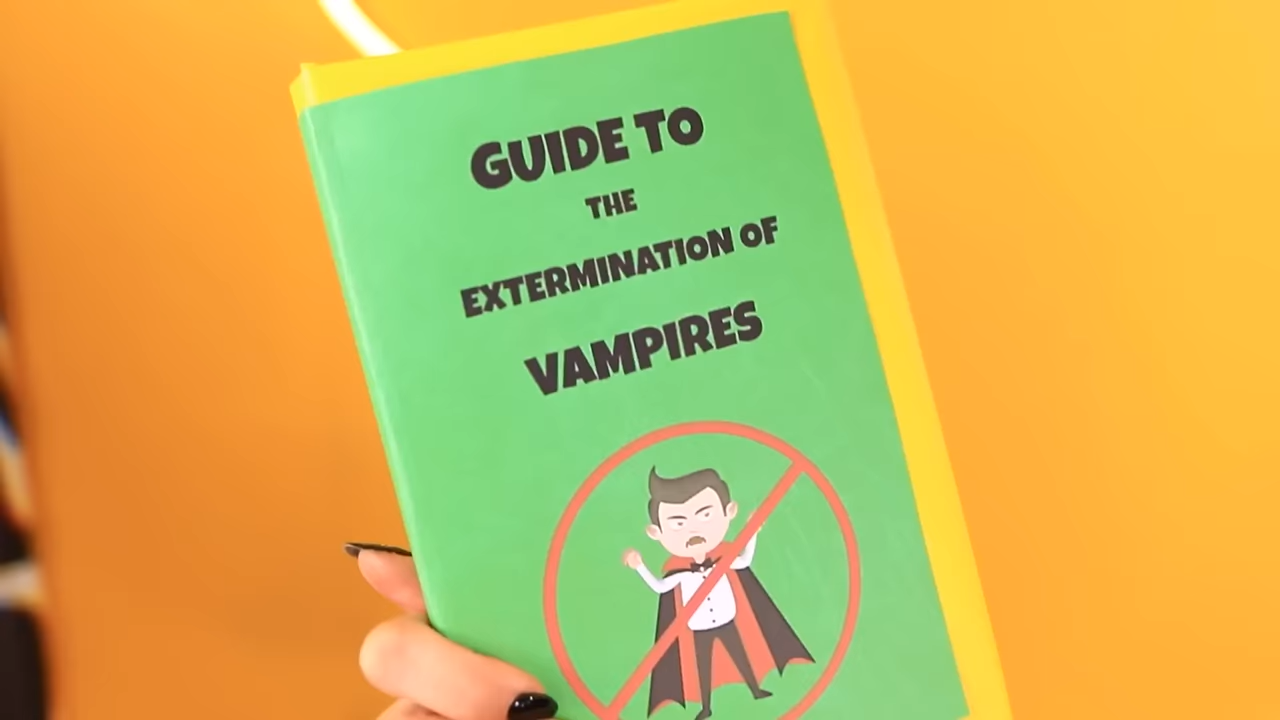 GUIDE TO
THE
EXTERMINATION OF
VAMPIRES